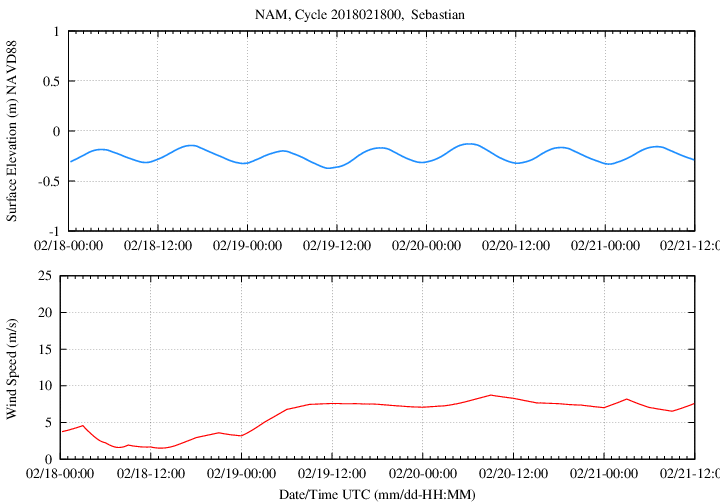 NAM, Cycle 2018021800,  Sebastian
Surface Elevation (m) NAVD88
1
0.5
0
-0.5
-1
02/18-00:00 02/18-12:00 02/19-00:00 02/19-12:00 02/20-00:00 02/20-12:00 02/21-00:00 02/21-12:0
Wind Speed (m/s)
25
20
15
10
5
0
02/18-00:00 02/18-12:00 02/19-00:00 02/19-12:00 02/20-00:00 02/20-12:00 02/21-00:00 02/21-12:0
Date/Time UTC (mm/dd-HH:MM)